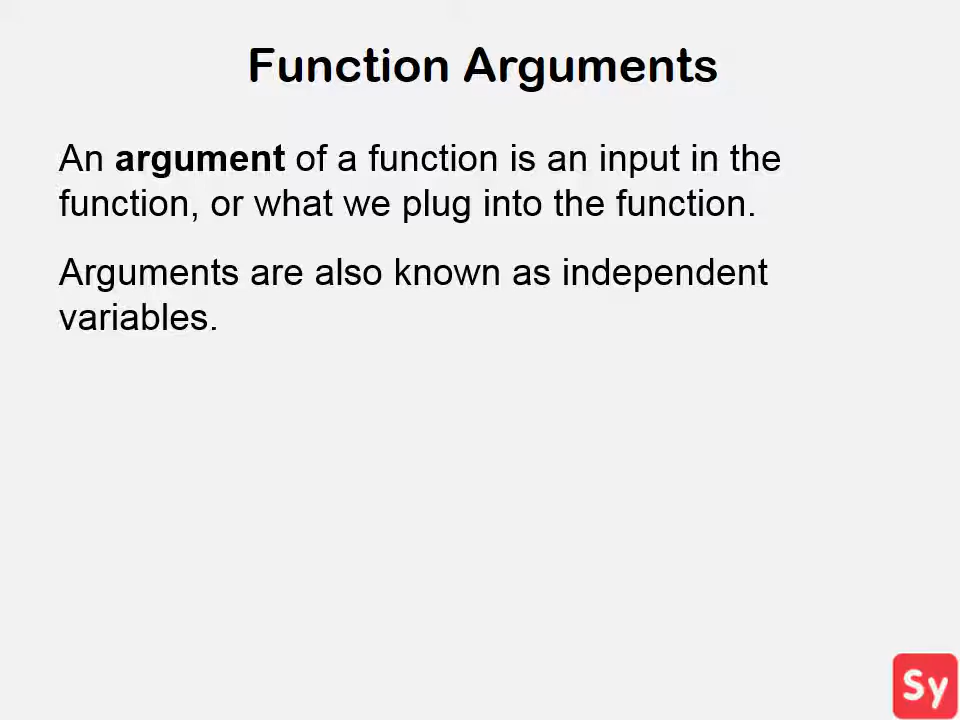 Function Arguments
An argument of a function is an input in the
function, or what we plug into the function.
Arguments are also known as independent
variables.
Sy